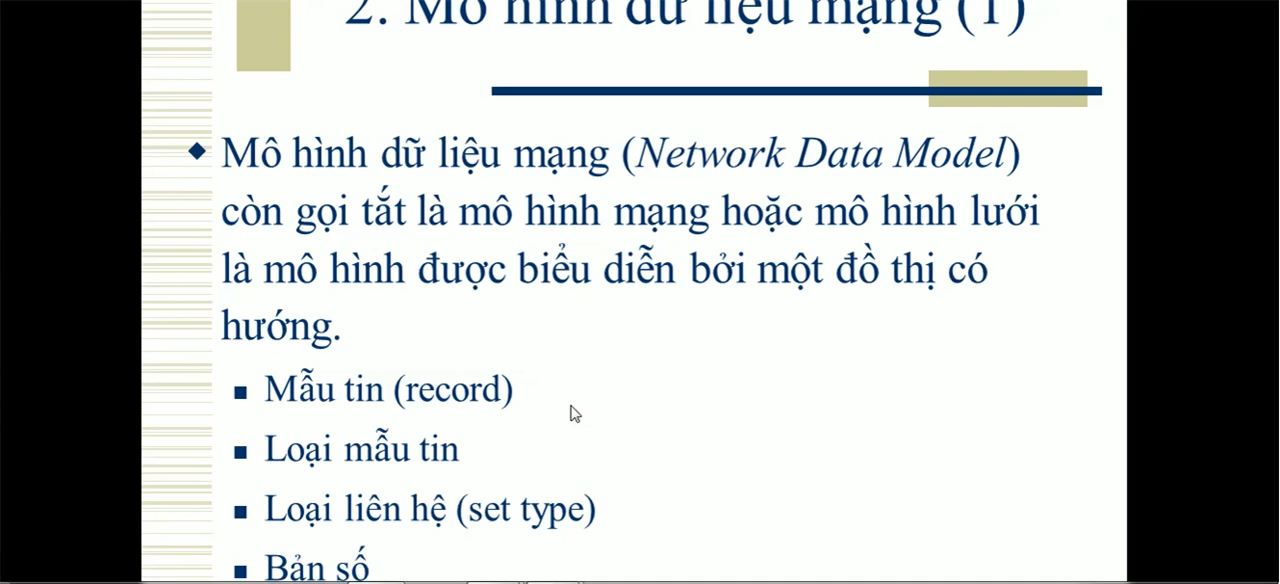 2. Mô hình dữ liệu mạng (1)
Mô hình dữ liệu mạng (Network Data Model)
còn gọi tắt là mô hình mạng hoặc mô hình lưới
là mô hình được biểu diễn bởi một đồ thị có
hướng.
Mẫu tin (record)
Loại mẫu tin
Loại liên hệ (set type)
Bản số